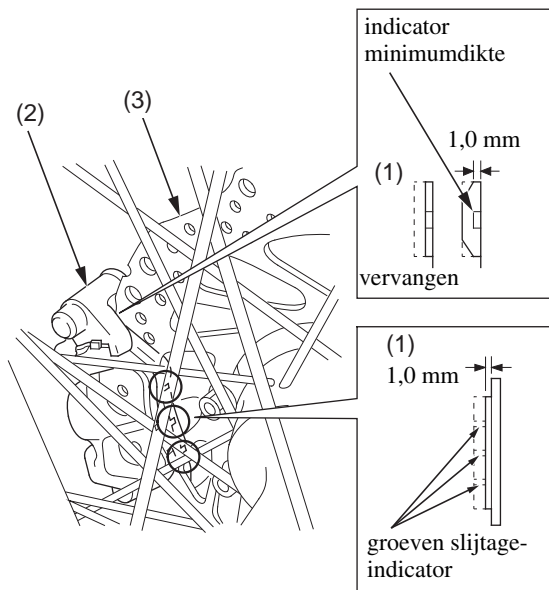 indicator
minimumdikte
(3)
(2)
1,0 mm
(1)
vervangen
(1)
1,0 mm
groeven slijtage-
indicator